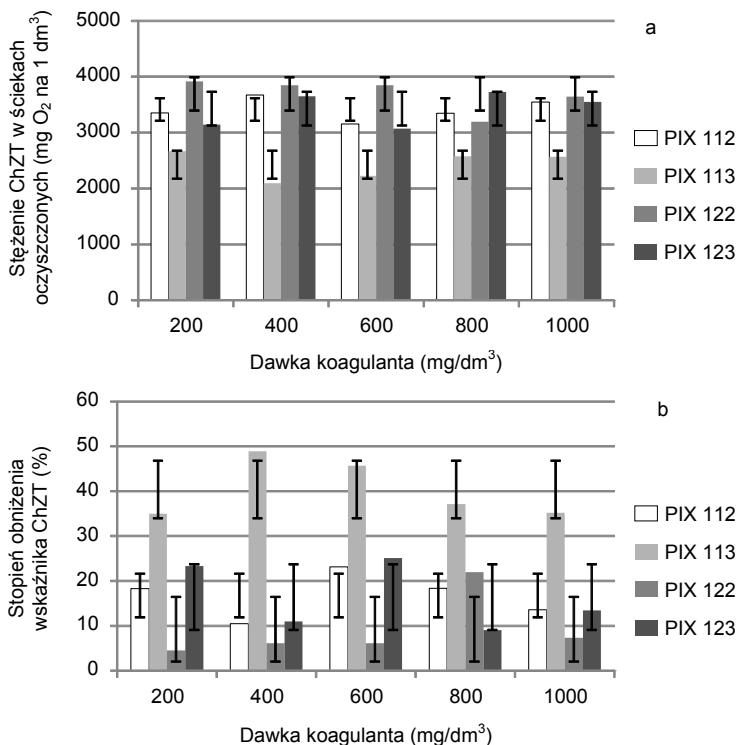 a
Stężenie ChZT w ściekach
oczyszczonych (mg O₂ na 1 dm³)
5000
4000
3000
2000
1000
0
200 400 600 800 1000
Dawka koagulanta (mg/dm³)
PIX 112
PIX 113
PIX 122
PIX 123
b
Stopień obniżenia
wskaźnika ChZT (%)
60
50
40
30
20
10
0
200 400 600 800 1000
Dawka koagulanta (mg/dm³)
PIX 112
PIX 113
PIX 122
PIX 123